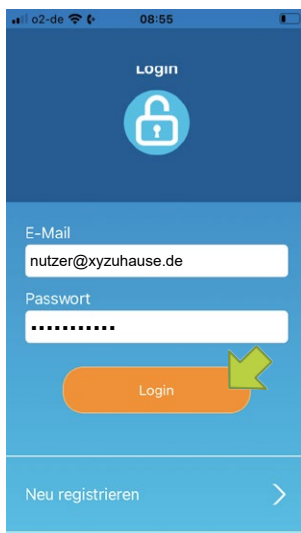 o2-de 08:55
Login
E-Mail
nutzer@xyzuhause.de
Passwort
•••••••••••
Login
Neu registrieren